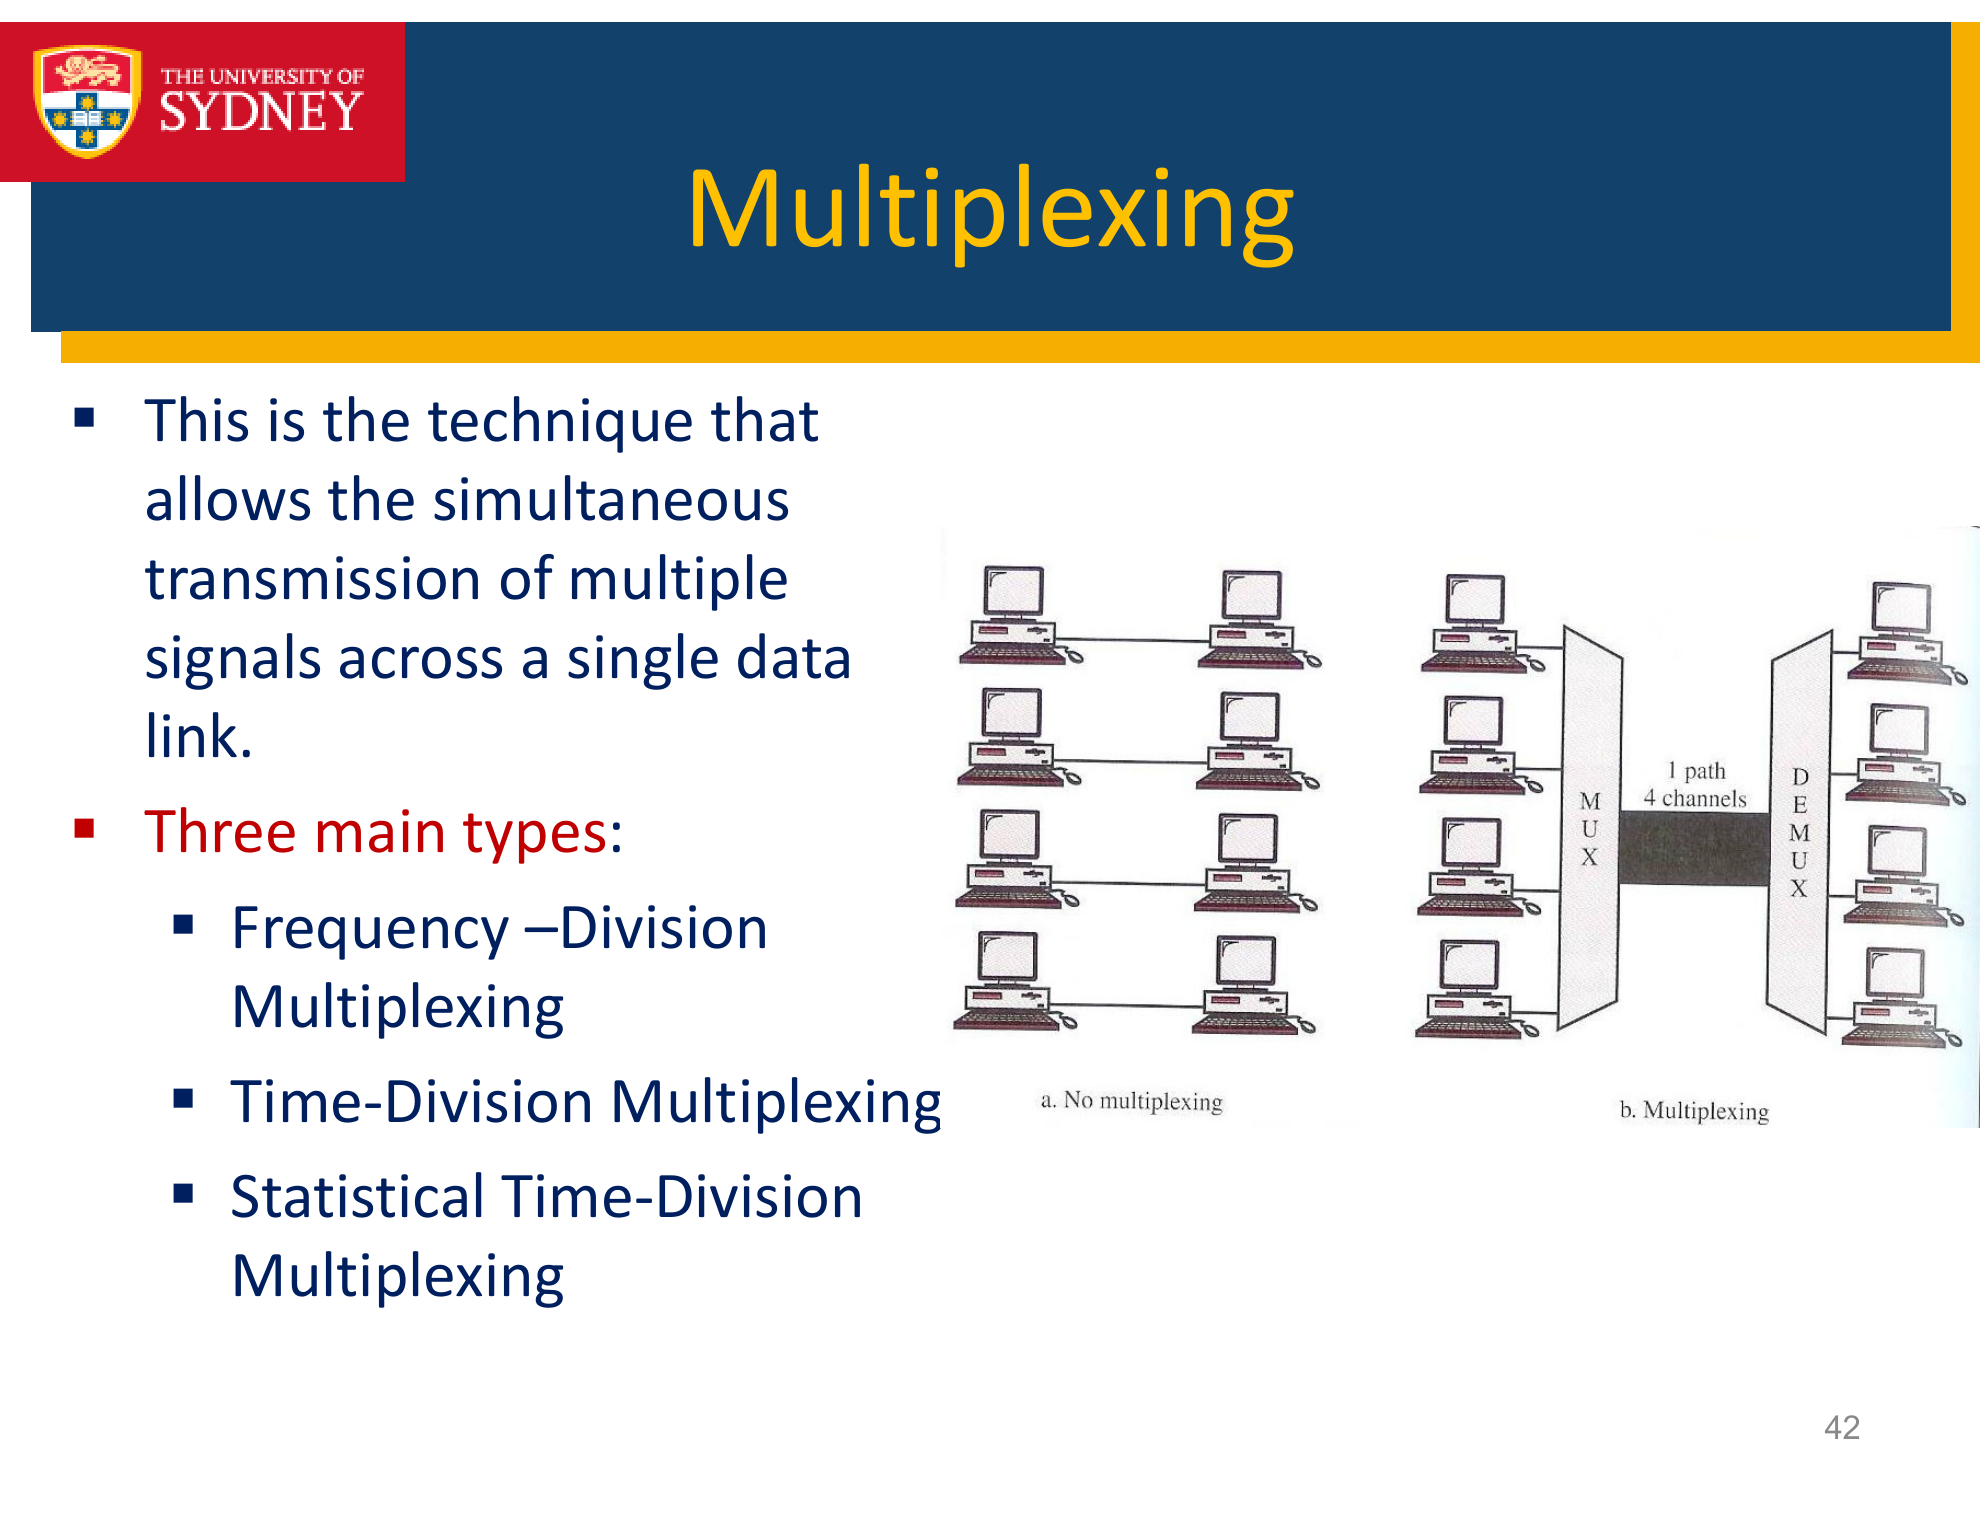 THE UNIVERSITY OF
SYDNEY
Multiplexing
This is the technique that
allows the simultaneous
transmission of multiple
signals across a single data
link.
Three main types:
Frequency –Division
Multiplexing
Time-Division Multiplexing
Statistical Time-Division
Multiplexing
1 path
4 channels
MUX
DEMUX
a. No multiplexing
b. Multiplexing
42